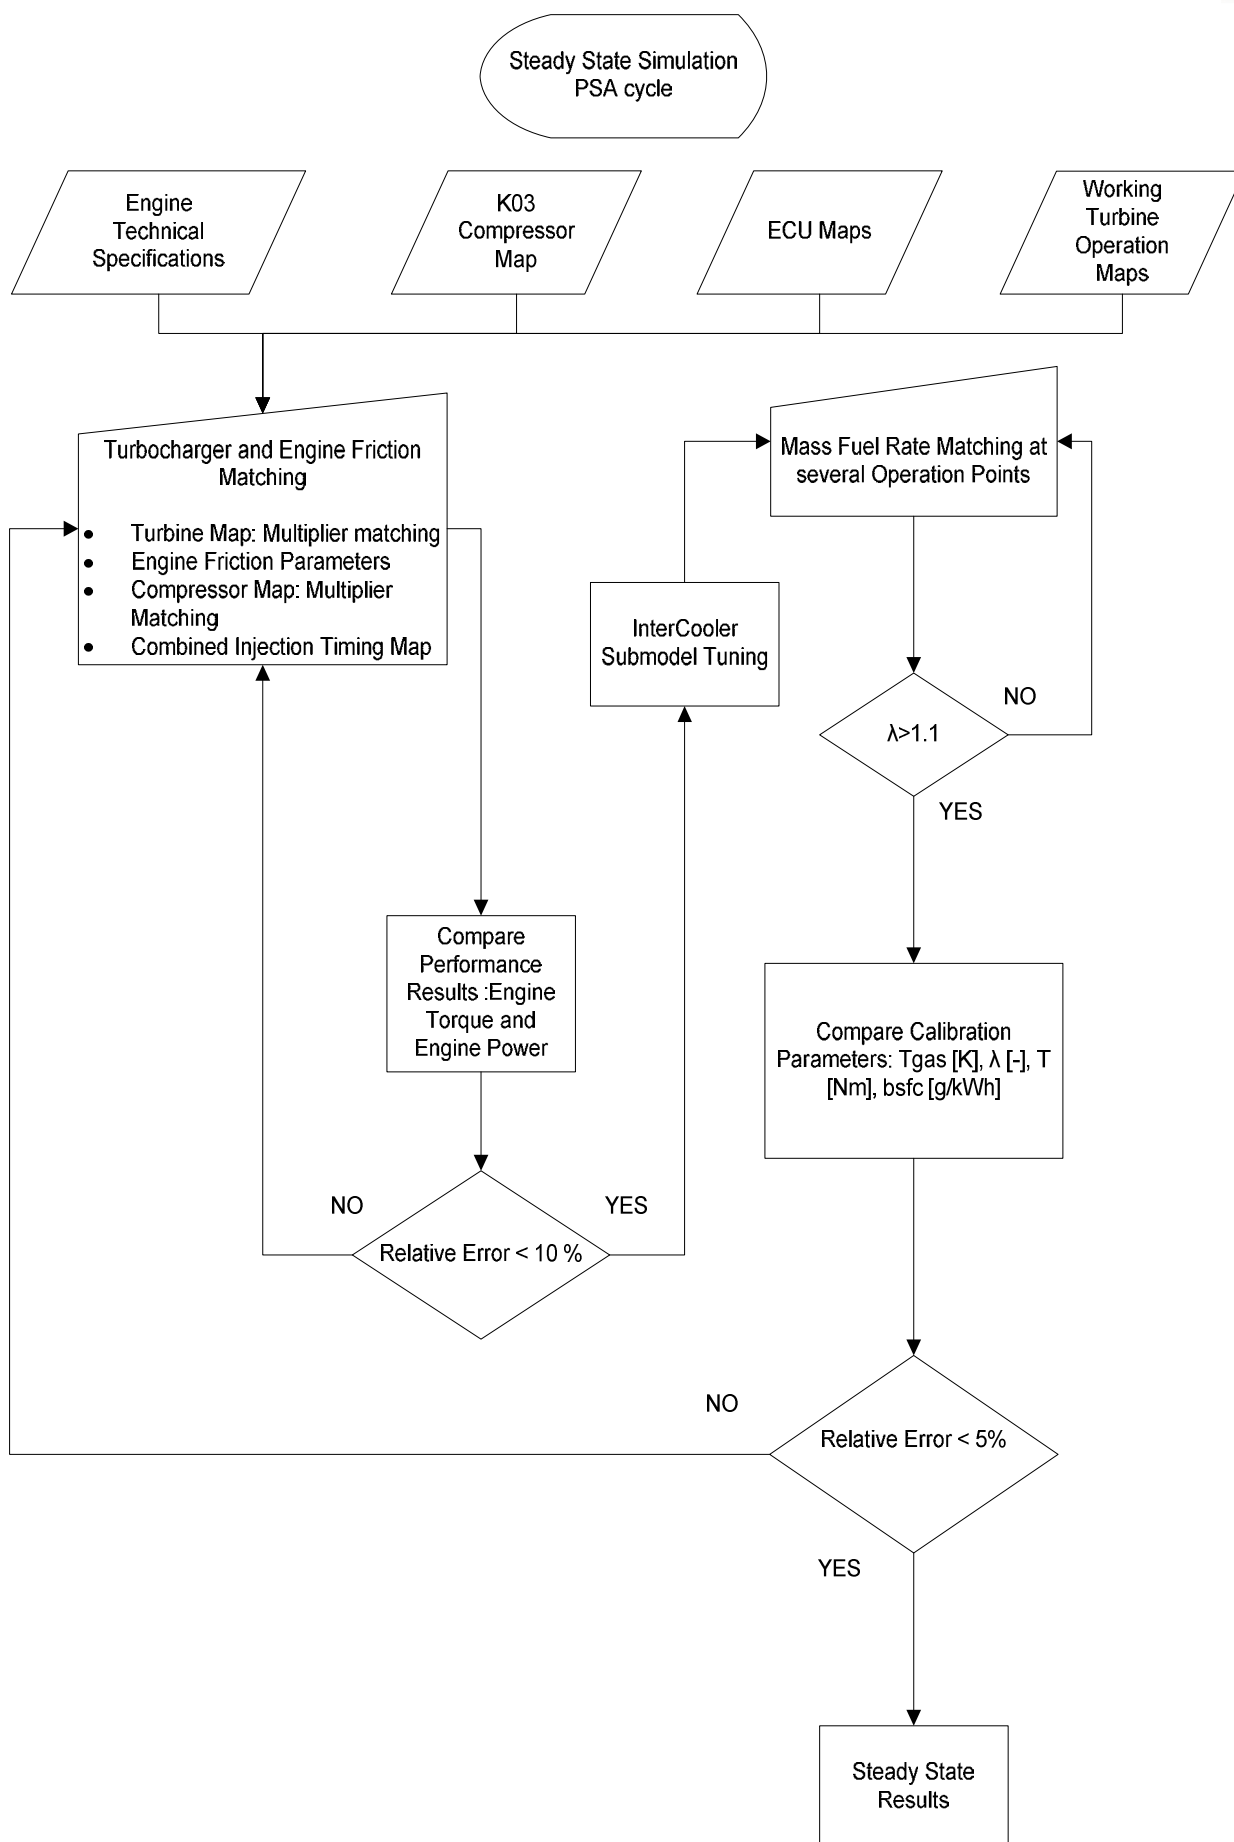 Steady State Simulation
PSA cycle
Engine
Technical
Specifications
K03
Compressor
Map
ECU Maps
Working
Turbine
Operation
Maps
Turbocharger and Engine Friction
Matching
• Turbine Map: Multiplier matching
• Engine Friction Parameters
• Compressor Map: Multiplier
Matching
• Combined Injection Timing Map
Mass Fuel Rate Matching at
several Operation Points
InterCooler
Submodel Tuning
λ>1.1
NO
YES
Compare
Performance
Results :Engine
Torque and
Engine Power
Compare Calibration
Parameters: Tgas [K], λ [-], T
[Nm], bsfc [g/kWh]
NO
YES
Relative Error < 10 %
NO
Relative Error < 5%
YES
Steady State
Results